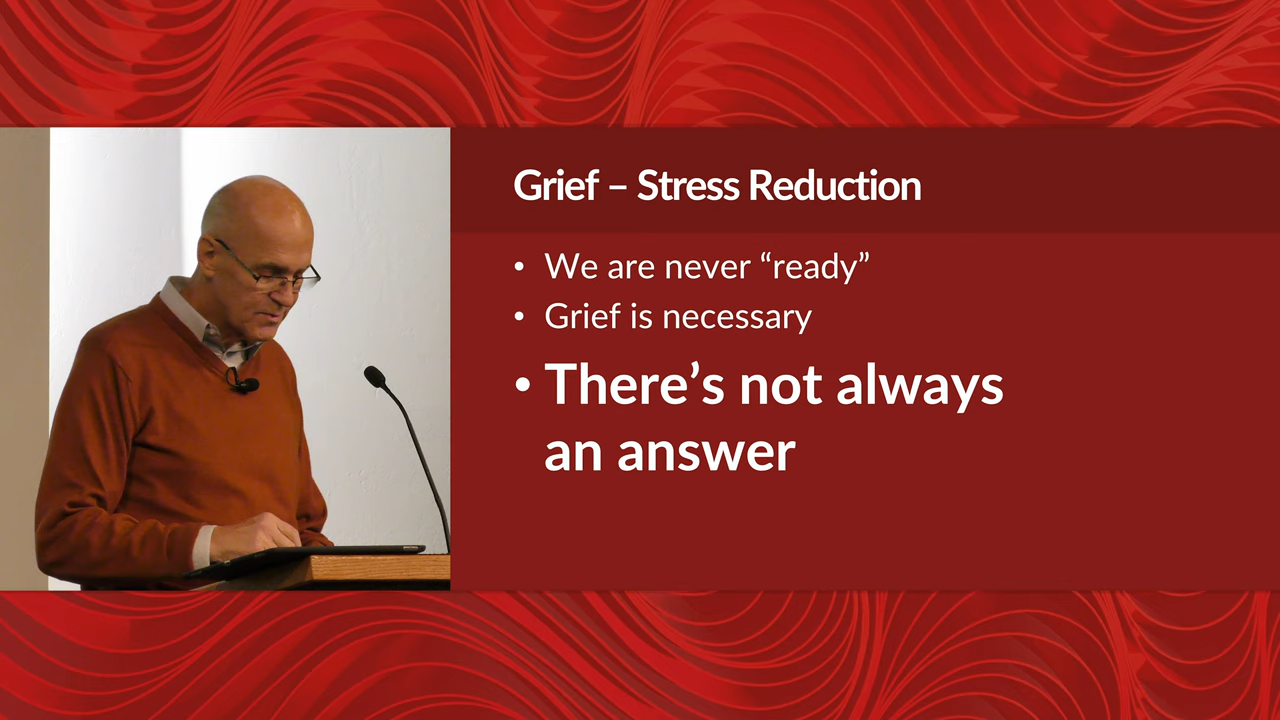 Grief – Stress Reduction
• We are never “ready”
• Grief is necessary
• There’s not always
an answer